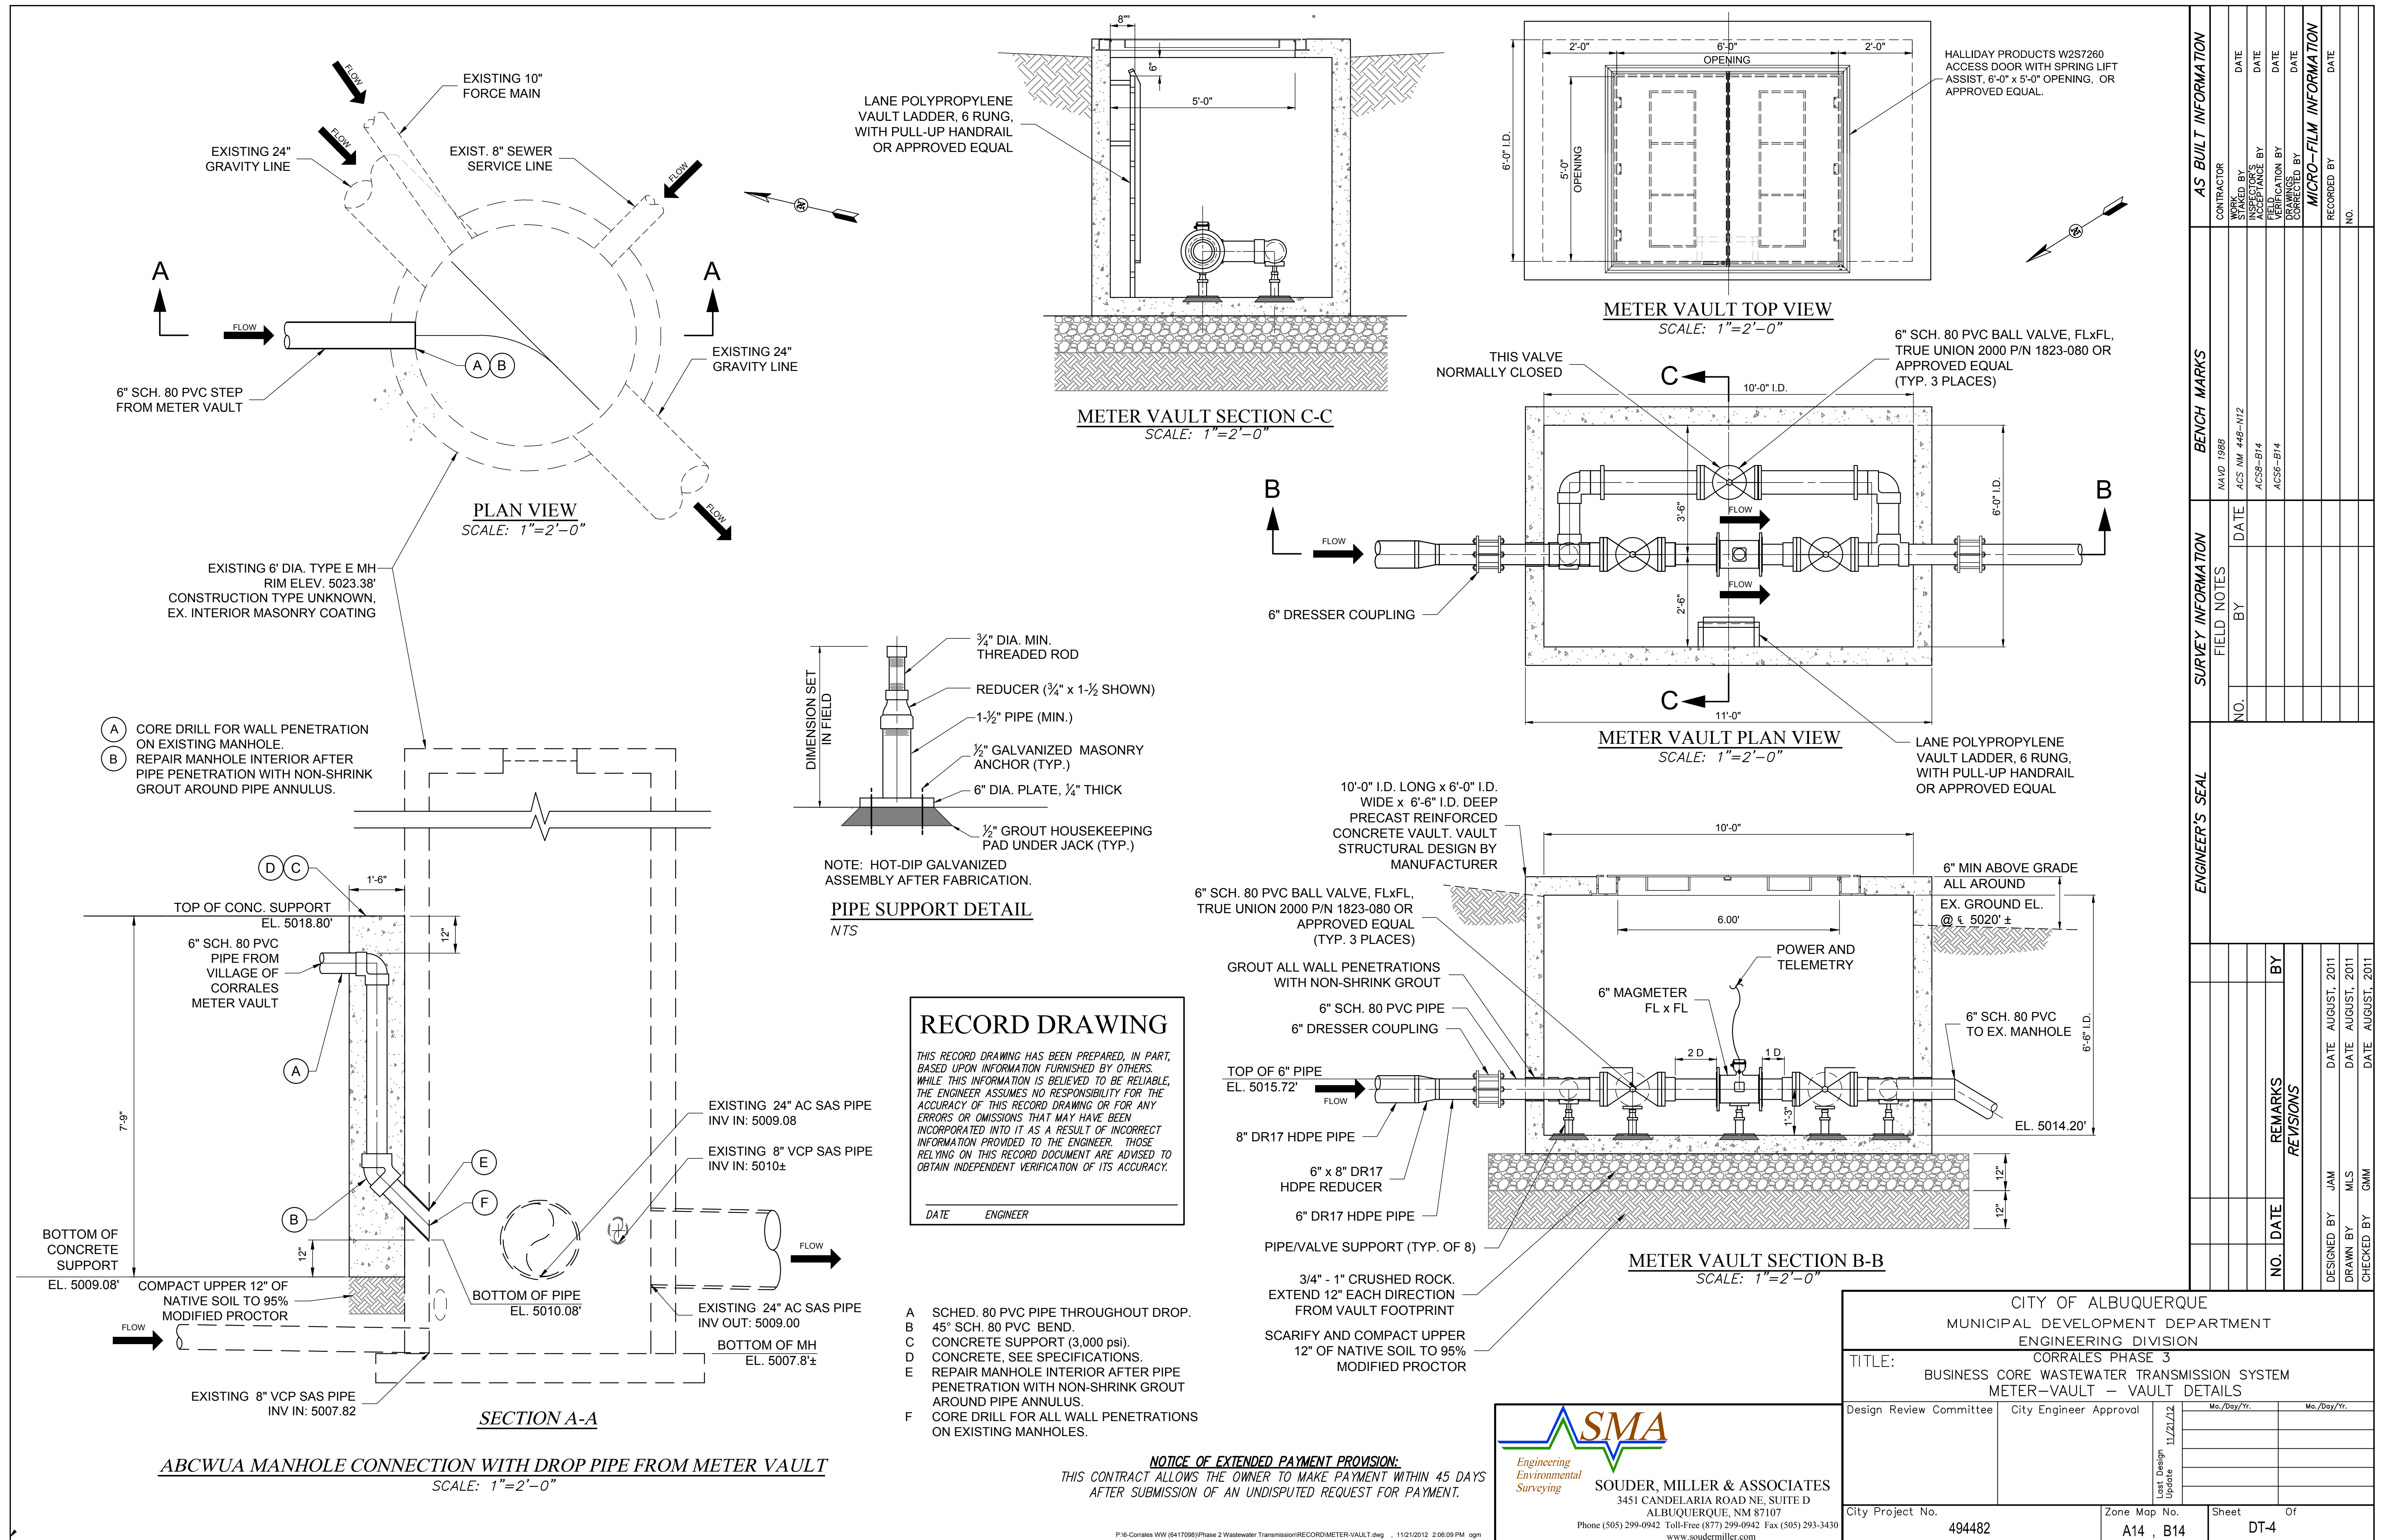 FLOW
FLOW
EXISTING 10"
FORCE MAIN
EXISTING 24"
GRAVITY LINE
EXIST. 8" SEWER
SERVICE LINE
FLOW
A
A
FLOW
A
B
6" SCH. 80 PVC STEP
FROM METER VAULT
EXISTING 24"
GRAVITY LINE
FLOW
PLAN VIEW
SCALE: 1"=2'-0"
EXISTING 6' DIA. TYPE E MH
RIM ELEV. 5023.38'
CONSTRUCTION TYPE UNKNOWN,
EX. INTERIOR MASONRY COATING
A
CORE DRILL FOR WALL PENETRATION
ON EXISTING MANHOLE.
B
REPAIR MANHOLE INTERIOR AFTER
PIPE PENETRATION WITH NON-SHRINK
GROUT AROUND PIPE ANNULUS.
D
C
1'-6"
TOP OF CONC. SUPPORT
EL. 5018.80'
12"
6" SCH. 80 PVC
PIPE FROM
VILLAGE OF
CORRALES
METER VAULT
A
7'-9"
B
E
F
BOTTOM OF
CONCRETE
SUPPORT
EL. 5009.08'
12"
COMPACT UPPER 12" OF
NATIVE SOIL TO 95%
MODIFIED PROCTOR
FLOW
BOTTOM OF PIPE
EL. 5010.08'
EXISTING 24" AC SAS PIPE
INV IN: 5009.08
EXISTING 8" VCP SAS PIPE
INV IN: 5010±
FLOW
EXISTING 24" AC SAS PIPE
INV OUT: 5009.00
BOTTOM OF MH
EL. 5007.8'±
EXISTING 8" VCP SAS PIPE
INV IN: 5007.82
SECTION A-A
ABCWUA MANHOLE CONNECTION WITH DROP PIPE FROM METER VAULT
SCALE: 1"=2'-0"
8"
6"
5'-0"
LANE POLYPROPYLENE
VAULT LADDER, 6 RUNG,
WITH PULL-UP HANDRAIL
OR APPROVED EQUAL
METER VAULT SECTION C-C
SCALE: 1"=2'-0"
DIMENSION SET
IN FIELD
¾" DIA. MIN.
THREADED ROD
REDUCER (¾" x 1-½ SHOWN)
1-½" PIPE (MIN.)
½" GALVANIZED MASONRY
ANCHOR (TYP.)
6" DIA. PLATE, ¼" THICK
½" GROUT HOUSEKEEPING
PAD UNDER JACK (TYP.)
NOTE: HOT-DIP GALVANIZED
ASSEMBLY AFTER FABRICATION.
PIPE SUPPORT DETAIL
NTS
RECORD DRAWING
THIS RECORD DRAWING HAS BEEN PREPARED, IN PART,
BASED UPON INFORMATION FURNISHED BY OTHERS.
WHILE THIS INFORMATION IS BELIEVED TO BE RELIABLE,
THE ENGINEER ASSUMES NO RESPONSIBILITY FOR THE
ACCURACY OF THIS RECORD DRAWING OR FOR ANY
ERRORS OR OMISSIONS THAT MAY HAVE BEEN
INCORPORATED INTO IT AS A RESULT OF INCORRECT
INFORMATION PROVIDED TO THE ENGINEER. THOSE
RELYING ON THIS RECORD DOCUMENT ARE ADVISED TO
OBTAIN INDEPENDENT VERIFICATION OF ITS ACCURACY.
DATE ENGINEER
A SCHED. 80 PVC PIPE THROUGHOUT DROP.
B 45° SCH. 80 PVC BEND.
C CONCRETE SUPPORT (3,000 psi).
D CONCRETE, SEE SPECIFICATIONS.
E REPAIR MANHOLE INTERIOR AFTER PIPE
PENETRATION WITH NON-SHRINK GROUT
AROUND PIPE ANNULUS.
F CORE DRILL FOR ALL WALL PENETRATIONS
ON EXISTING MANHOLES.
NOTICE OF EXTENDED PAYMENT PROVISION:
THIS CONTRACT ALLOWS THE OWNER TO MAKE PAYMENT WITHIN 45 DAYS
AFTER SUBMISSION OF AN UNDISPUTED REQUEST FOR PAYMENT.
P:\6-Corrales WW (6417098)\Phase 2 Wastewater Transmission\RECORD\METER-VAULT.dwg , 11/21/2012 2:06:09 PM ogm
2'-0"
6'-0"
OPENING
2'-0"
6'-0" I.D.
5'-0"
OPENING
HALLIDAY PRODUCTS W2S7260
ACCESS DOOR WITH SPRING LIFT
ASSIST, 6'-0" x 5'-0" OPENING, OR
APPROVED EQUAL.
METER VAULT TOP VIEW
SCALE: 1"=2'-0"
THIS VALVE
NORMALLY CLOSED
C
10'-0" I.D.
6" SCH. 80 PVC BALL VALVE, FLxFL,
TRUE UNION 2000 P/N 1823-080 OR
APPROVED EQUAL
(TYP. 3 PLACES)
B
B
FLOW
3'-6"
FLOW
FLOW
2'-6"
6'-0" I.D.
6" DRESSER COUPLING
C
11'-0"
METER VAULT PLAN VIEW
SCALE: 1"=2'-0"
LANE POLYPROPYLENE
VAULT LADDER, 6 RUNG,
WITH PULL-UP HANDRAIL
OR APPROVED EQUAL
10'-0" I.D. LONG x 6'-0" I.D.
WIDE x 6'-6" I.D. DEEP
PRECAST REINFORCED
CONCRETE VAULT. VAULT
STRUCTURAL DESIGN BY
MANUFACTURER
10'-0"
6" MIN ABOVE GRADE
ALL AROUND
EX. GROUND EL.
@ ℄ 5020' ±
6" SCH. 80 PVC BALL VALVE, FLxFL,
TRUE UNION 2000 P/N 1823-080 OR
APPROVED EQUAL
(TYP. 3 PLACES)
6.00'
POWER AND
TELEMETRY
GROUT ALL WALL PENETRATIONS
WITH NON-SHRINK GROUT
6" MAGMETER
FL x FL
6" SCH. 80 PVC PIPE
6" DRESSER COUPLING
6" SCH. 80 PVC
TO EX. MANHOLE
6'-6" I.D.
2 D
1 D
TOP OF 6" PIPE
EL. 5015.72'
FLOW
1'-3"
EL. 5014.20'
8" DR17 HDPE PIPE
6" x 8" DR17
HDPE REDUCER
12"
12"
6" DR17 HDPE PIPE
PIPE/VALVE SUPPORT (TYP. OF 8)
METER VAULT SECTION B-B
SCALE: 1"=2'-0"
3/4" - 1" CRUSHED ROCK.
EXTEND 12" EACH DIRECTION
FROM VAULT FOOTPRINT
SCARIFY AND COMPACT UPPER
12" OF NATIVE SOIL TO 95%
MODIFIED PROCTOR
SMA
Engineering
Environmental
Surveying
SOUDER, MILLER & ASSOCIATES
3451 CANDELARIA ROAD NE, SUITE D
ALBUQUERQUE, NM 87107
Phone (505) 299-0942 Toll-Free (877) 299-0942 Fax (505) 293-3430
www.soudermiller.com
AS BUILT INFORMATION
CONTRACTOR
WORK
STAKED BY DATE
INSPECTOR'S
ACCEPTANCE BY DATE
FIELD
VERIFICATION BY DATE
DRAWINGS
CORRECTED BY DATE
MICRO-FILM INFORMATION
RECORDED BY DATE
NO.
BENCH MARKS
NAVD 1988
ACS NM 448-N12
ACS8-B14
ACS6-B14
SURVEY INFORMATION
FIELD NOTES
NO. BY DATE
ENGINEER'S SEAL
NO. DATE REMARKS BY
REVISIONS
DESIGNED BY JAM DATE AUGUST, 2011
DRAWN BY MLS DATE AUGUST, 2011
CHECKED BY GMM DATE AUGUST, 2011
CITY OF ALBUQUERQUE
MUNICIPAL DEVELOPMENT DEPARTMENT
ENGINEERING DIVISION
TITLE:
CORRALES PHASE 3
BUSINESS CORE WASTEWATER TRANSMISSION SYSTEM
METER-VAULT - VAULT DETAILS
Design Review Committee
City Engineer Approval
Last Design
Update
11/21/12
Mo./Day/Yr.
Mo./Day/Yr.
City Project No.
494482
Zone Map No.
A14 , B14
Sheet Of
DT-4